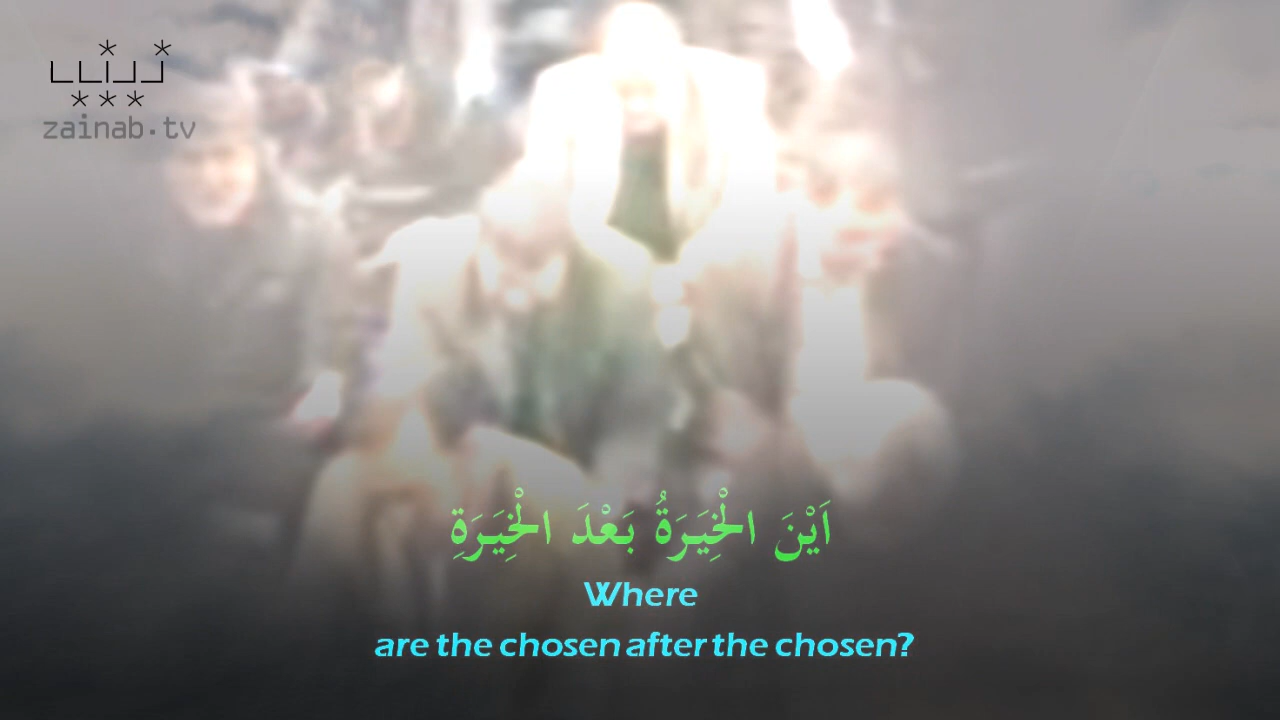 zainab.tv
اَيْنَ الْخِيَرَةُ بَعْدَ الْخِيَرَةِ
Where
are the chosen after the chosen?